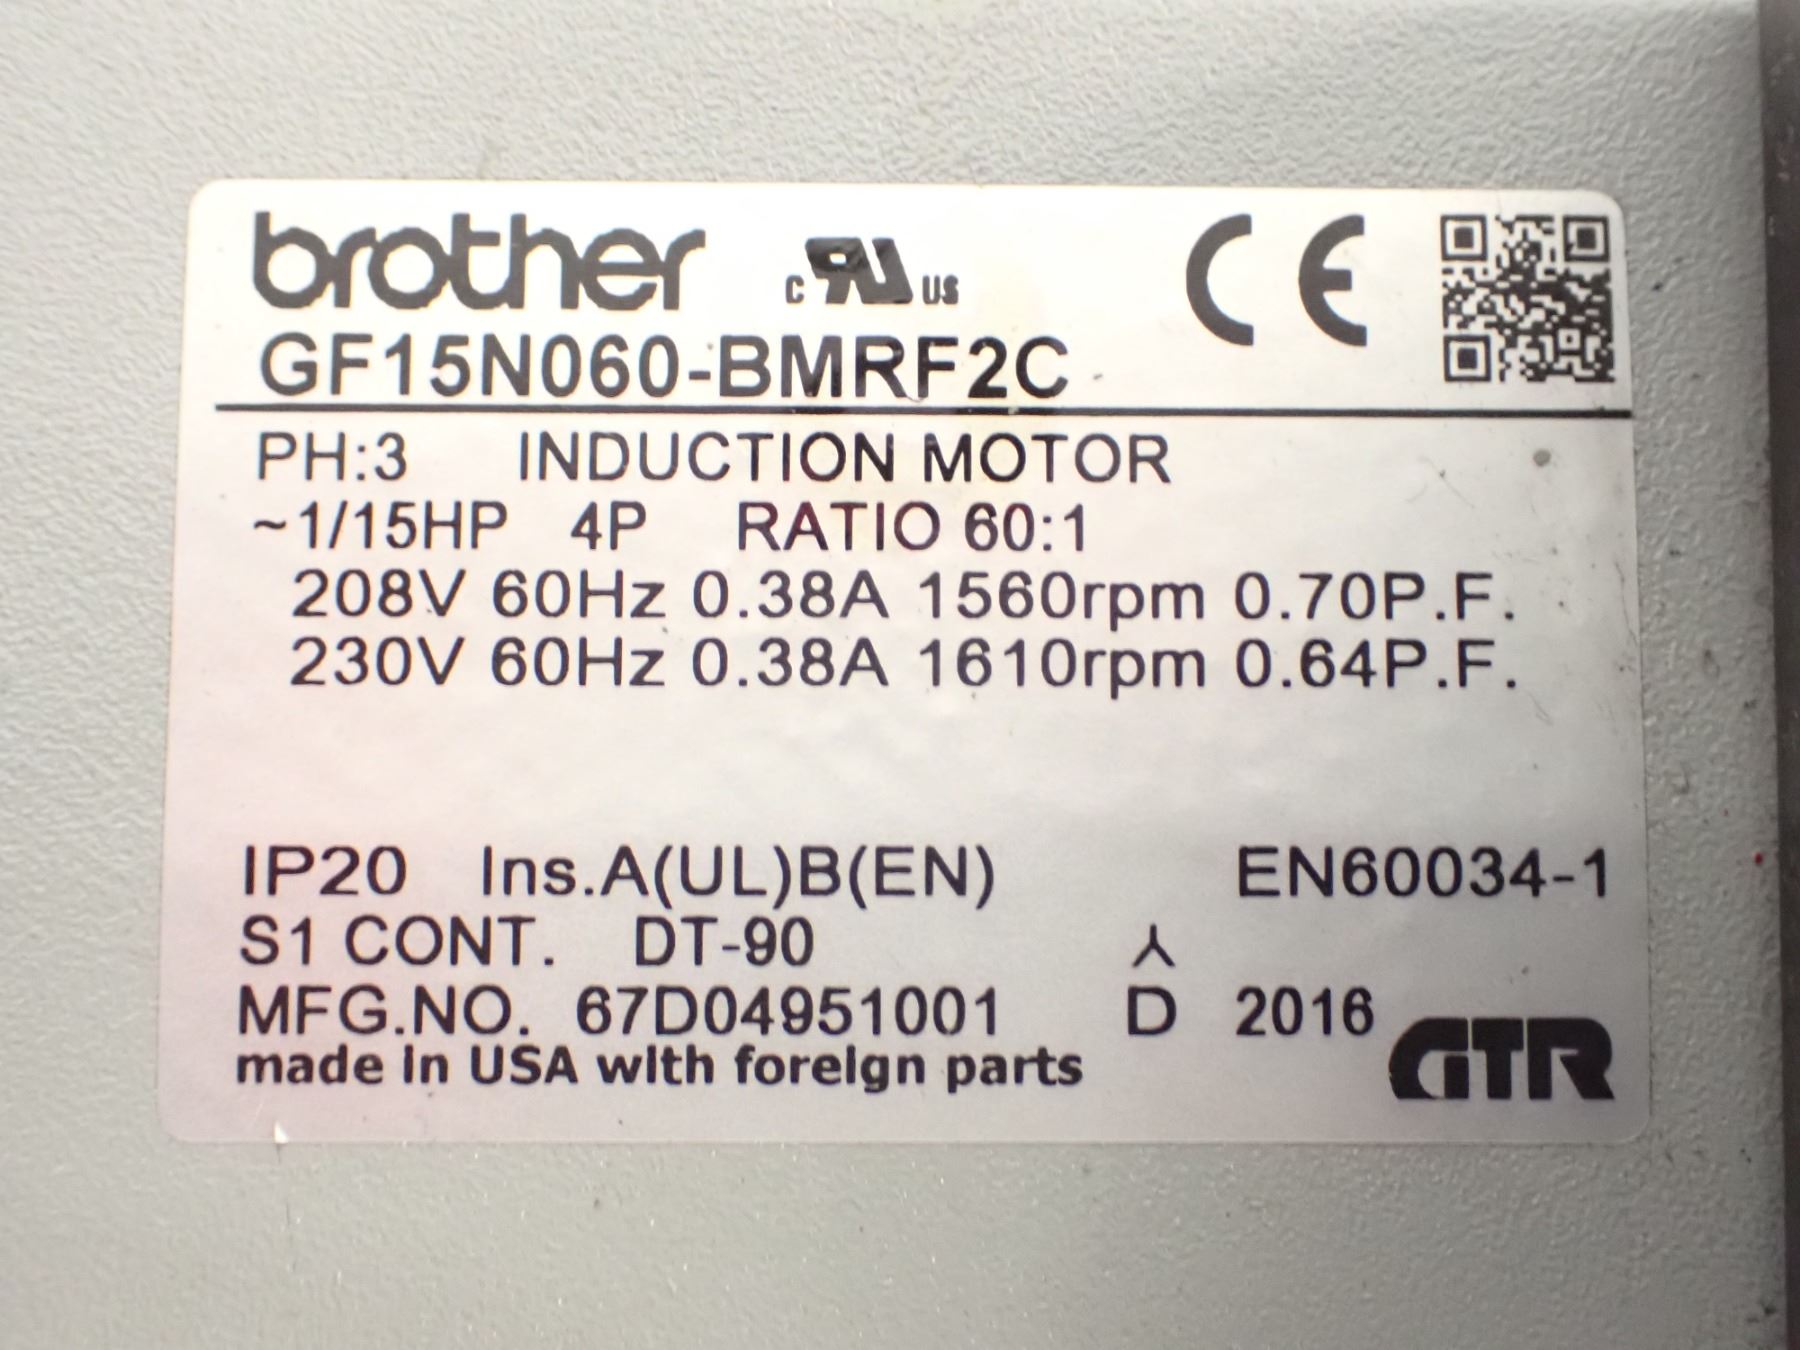 brother c RU US CE
GF15N060-BMRF2C
PH:3 INDUCTION MOTOR
~1/15HP 4P RATIO 60:1
208V 60Hz 0.38A 1560rpm 0.70P.F.
230V 60Hz 0.38A 1610rpm 0.64P.F.
IP20 Ins.A(UL)B(EN) EN60034-1
S1 CONT. DT-90 ⅄
MFG.NO. 67D04951001 D 2016
made in USA with foreign parts GTR